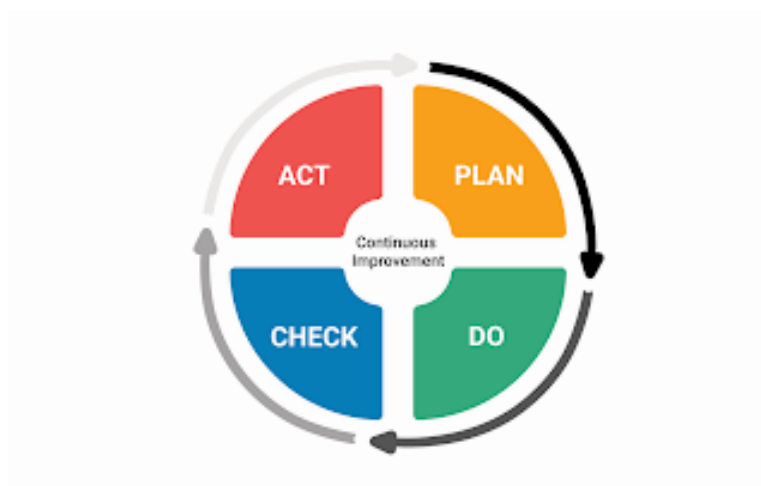 ACT
PLAN
Continuous
Improvement
CHECK
DO